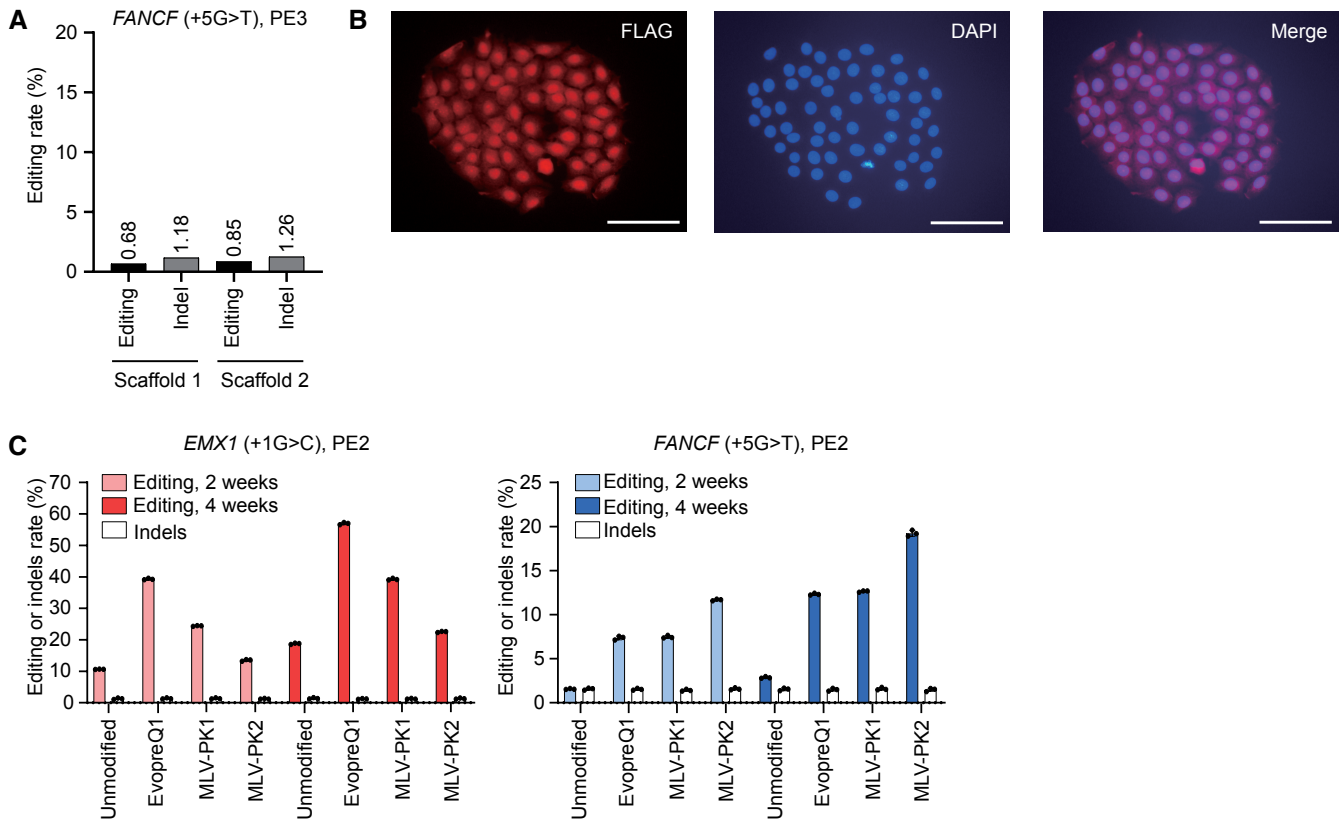 A
FANCF (+5G>T), PE3
Editing rate (%)
20
15
10
5
0
0.68
1.18
0.85
1.26
Editing
Indel
Editing
Indel
Scaffold 1
Scaffold 2
B
FLAG
DAPI
Merge
C
EMX1 (+1G>C), PE2
Editing or indels rate (%)
70
60
50
40
30
20
10
0
Editing, 2 weeks
Editing, 4 weeks
Indels
Unmodified
EvopreQ1
MLV-PK1
MLV-PK2
Unmodified
EvopreQ1
MLV-PK1
MLV-PK2
FANCF (+5G>T), PE2
Editing or indels rate (%)
25
20
15
10
5
0
Editing, 2 weeks
Editing, 4 weeks
Indels
Unmodified
EvopreQ1
MLV-PK1
MLV-PK2
Unmodified
EvopreQ1
MLV-PK1
MLV-PK2